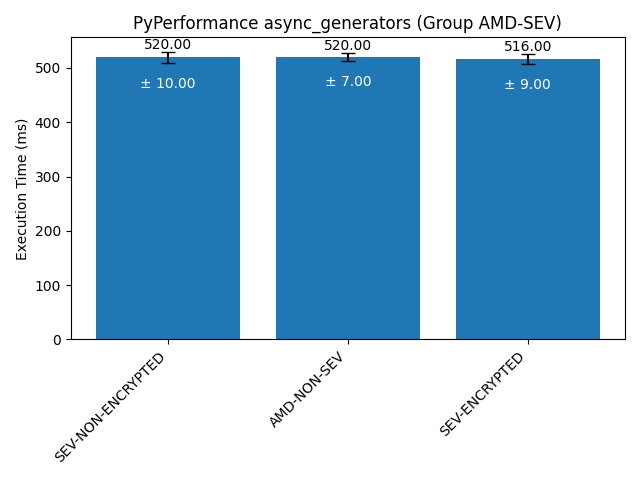 PyPerformance async_generators (Group AMD-SEV)
520.00
520.00
516.00
± 10.00
± 7.00
± 9.00
Execution Time (ms)
500
400
300
200
100
0
SEV-NON-ENCRYPTED
AMD-NON-SEV
SEV-ENCRYPTED